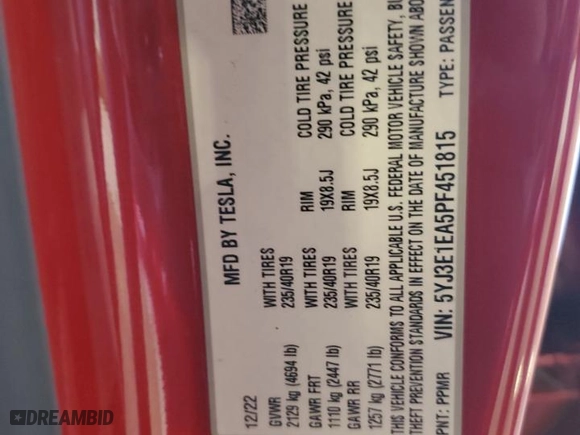 MFD BY TESLA, INC.
12/22
GVWR WITH TIRES RIM COLD TIRE PRESSURE
2129 kg (4694 lb) 235/40R19 19X8.5J 290 kPa, 42 psi
GAWR FRT WITH TIRES RIM COLD TIRE PRESSURE
1110 kg (2447 lb) 235/40R19
GAWR RR WITH TIRES
1257 kg (2771 lb) 235/40R19 19X8.5J 290 kPa, 42 psi
THIS VEHICLE CONFORMS TO ALL APPLICABLE U.S. FEDERAL MOTOR VEHICLE SAFETY,
THEFT PREVENTION STANDARDS IN EFFECT ON THE DATE OF MANUFACTURE SHOWN
PNT: PPMR VIN: 5YJ3E1EA5PF451815 TYPE:
DREAMBID